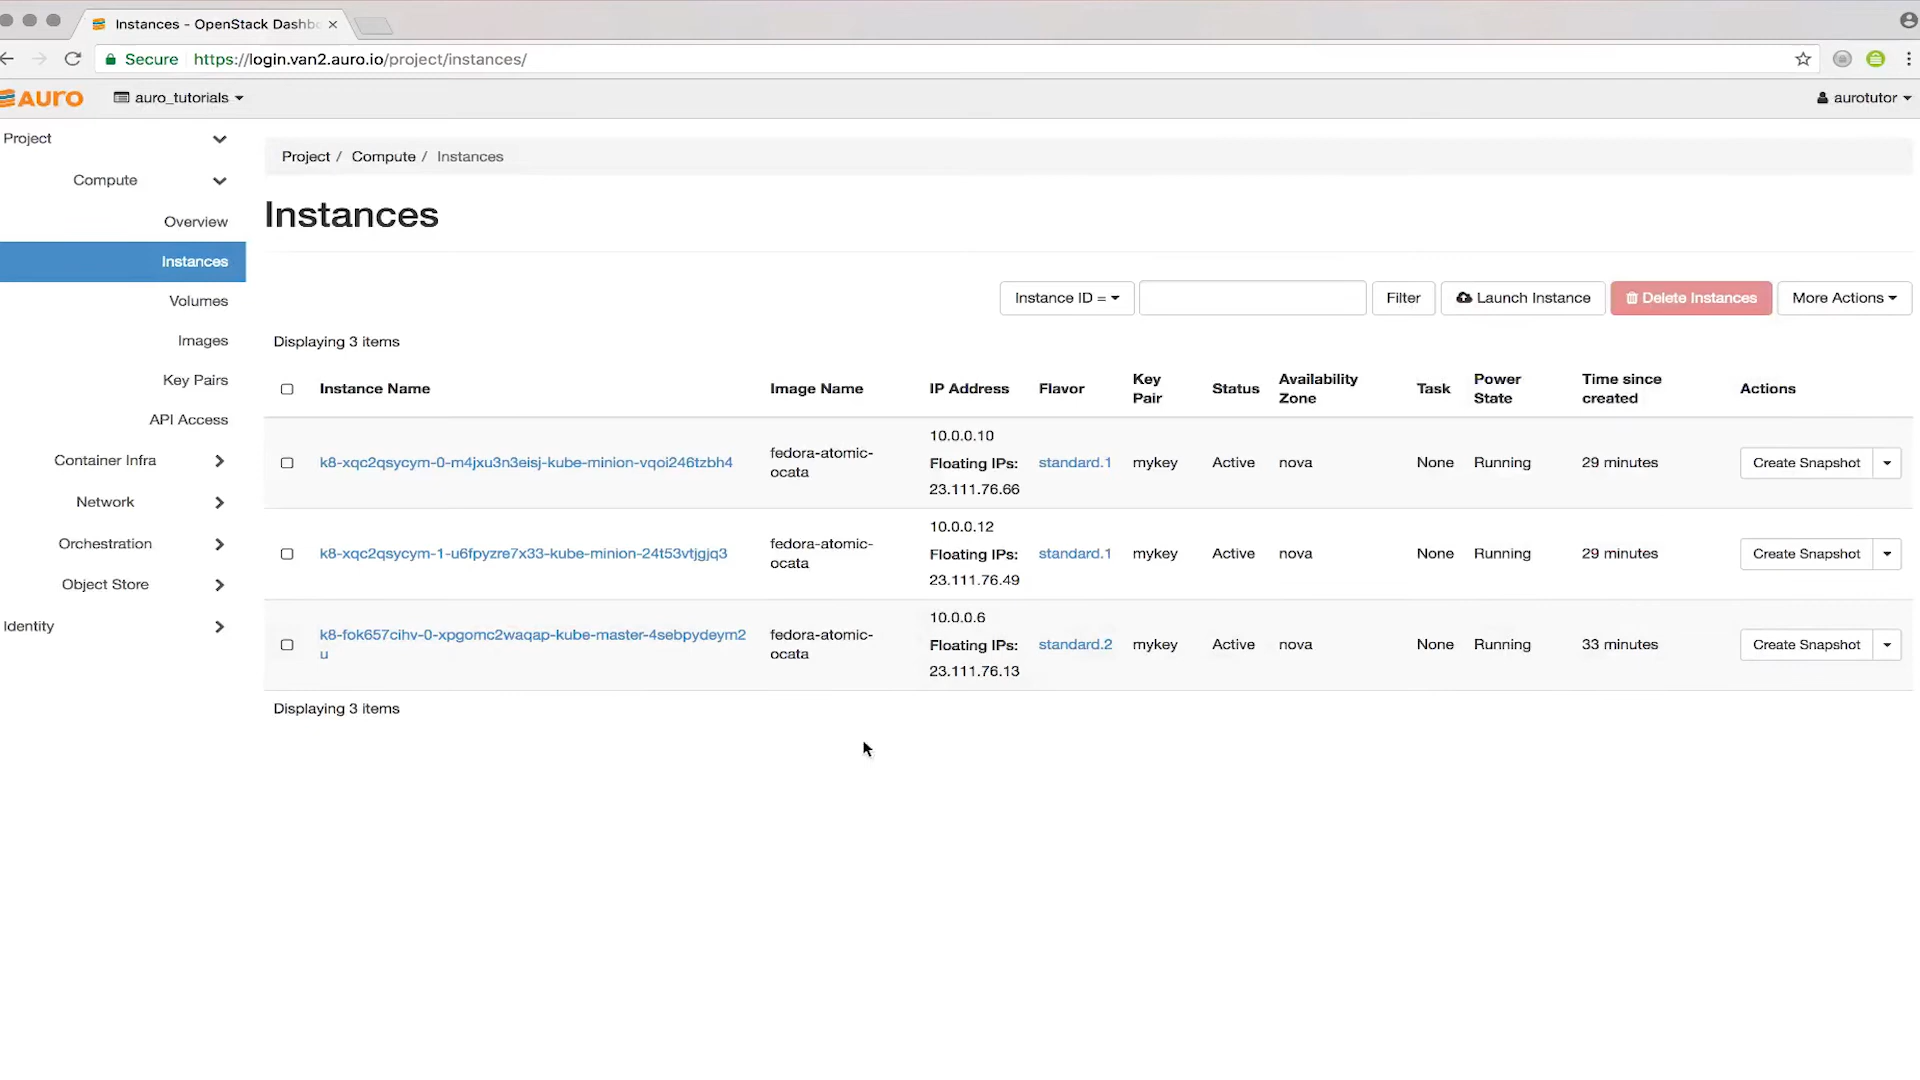 Instances - OpenStack Dashb
Secure https://login.van2.auro.io/project/instances/
AURO auro_tutorials aurotutor
Project
Compute
Overview
Instances
Volumes
Images
Key Pairs
API Access
Container Infra
Network
Orchestration
Object Store
Identity
Project / Compute / Instances
Instances
Instance ID = Filter Launch Instance Delete Instances More Actions
Displaying 3 items
Instance Name Image Name IP Address Flavor Key Pair Status Availability Zone Task Power State Time since created Actions
k8-xqc2qsycym-0-m4jxu3n3eisj-kube-minion-vqoi246tzbh4 fedora-atomic-ocata 10.0.0.10 Floating IPs: 23.111.76.66 standard.1 mykey Active nova None Running 29 minutes Create Snapshot
k8-xqc2qsycym-1-u6fpyzre7x33-kube-minion-24t53vtjgjq3 fedora-atomic-ocata 10.0.0.12 Floating IPs: 23.111.76.49 standard.1 mykey Active nova None Running 29 minutes Create Snapshot
k8-fok657cihv-0-xpgomc2waqap-kube-master-4sebpydeym2u fedora-atomic-ocata 10.0.0.6 Floating IPs: 23.111.76.13 standard.2 mykey Active nova None Running 33 minutes Create Snapshot
Displaying 3 items